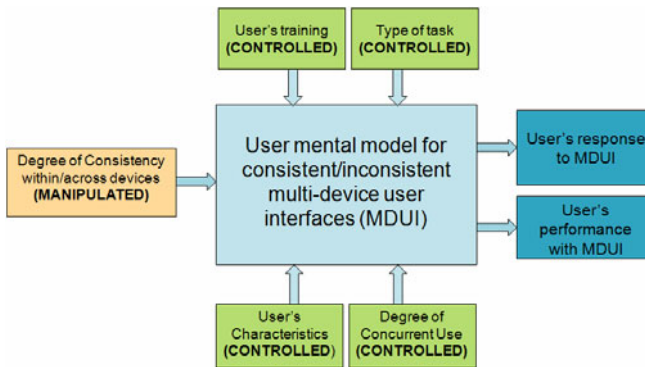 User's training
(CONTROLLED)
Type of task
(CONTROLLED)
Degree of Consistency
within/across devices
(MANIPULATED)
User mental model for
consistent/inconsistent
multi-device user
interfaces (MDUI)
User's response
to MDUI
User's
performance
with MDUI
User's
Characteristics
(CONTROLLED)
Degree of
Concurrent Use
(CONTROLLED)